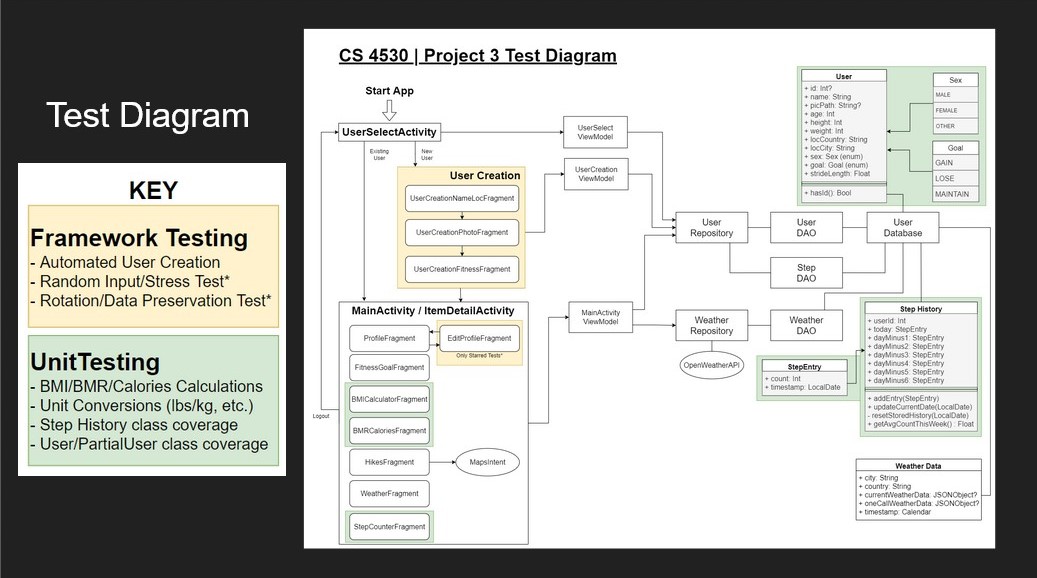 Test Diagram
KEY
Framework Testing
- Automated User Creation
- Random Input/Stress Test*
- Rotation/Data Preservation Test*
UnitTesting
- BMI/BMR/Calories Calculations
- Unit Conversions (lbs/kg, etc.)
- Step History class coverage
- User/PartialUser class coverage
CS 4530 | Project 3 Test Diagram
Start App
UserSelectActivity
Existing
User
New
User
User Creation
UserCreationNameLocFragment
UserCreationPhotoFragment
UserCreationFitnessFragment
MainActivity / ItemDetailActivity
ProfileFragment
EditProfileFragment
Only Starred Tests*
FitnessGoalFragment
BMICalculatorFragment
BMRCaloriesFragment
HikesFragment
MapsIntent
WeatherFragment
StepCounterFragment
Logout
UserSelect
ViewModel
UserCreation
ViewModel
MainActivity
ViewModel
User
Repository
Weather
Repository
OpenWeatherAPI
User
DAO
Step
DAO
Weather
DAO
User
Database
User
+ id: Int?
+ name: String
+ picPath: String?
+ age: Int
+ height: Int
+ weight: Int
+ locCountry: String
+ locCity: String
+ sex: Sex (enum)
+ goal: Goal (enum)
+ strideLength: Float
+ hasId(): Bool
Sex
MALE
FEMALE
OTHER
Goal
GAIN
LOSE
MAINTAIN
StepEntry
+ count: Int
+ timestamp: LocalDate
Step History
+ userId: Int
+ today: StepEntry
+ dayMinus1: StepEntry
+ dayMinus2: StepEntry
+ dayMinus3: StepEntry
+ dayMinus4: StepEntry
+ dayMinus5: StepEntry
+ dayMinus6: StepEntry
+ addEntry(StepEntry)
+ updateCurrentDate(LocalDate)
- resetStoredHistory(LocalDate)
+ getAvgCountThisWeek() : Float
Weather Data
+ city: String
+ country: String
+ currentWeatherData: JSONObject?
+ oneCallWeatherData: JSONObject?
+ timestamp: Calendar